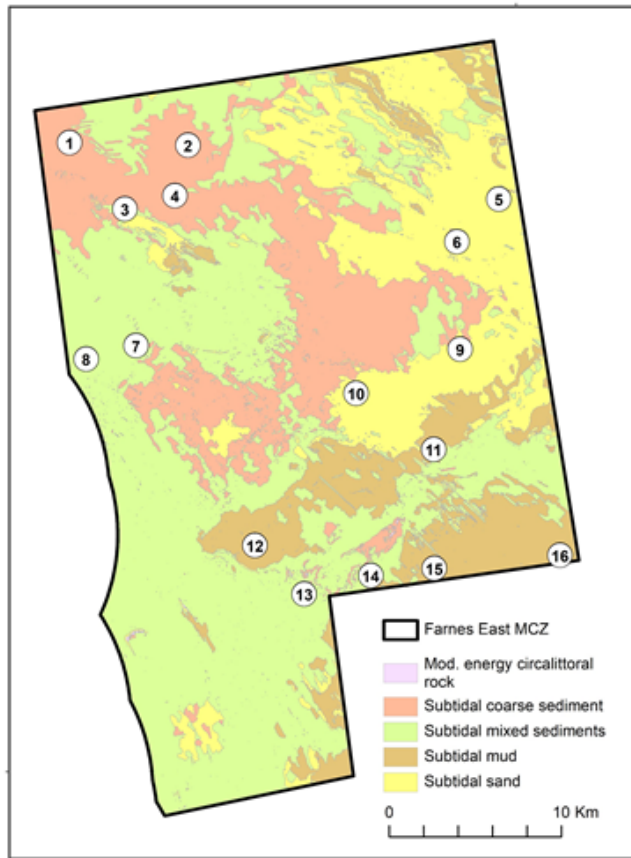 1
2
3
4
5
6
7
8
9
10
11
12
13
14
15
16
Farnes East MCZ
Mod. energy circalittoral
rock
Subtidal coarse sediment
Subtidal mixed sediments
Subtidal mud
Subtidal sand
0 10 Km